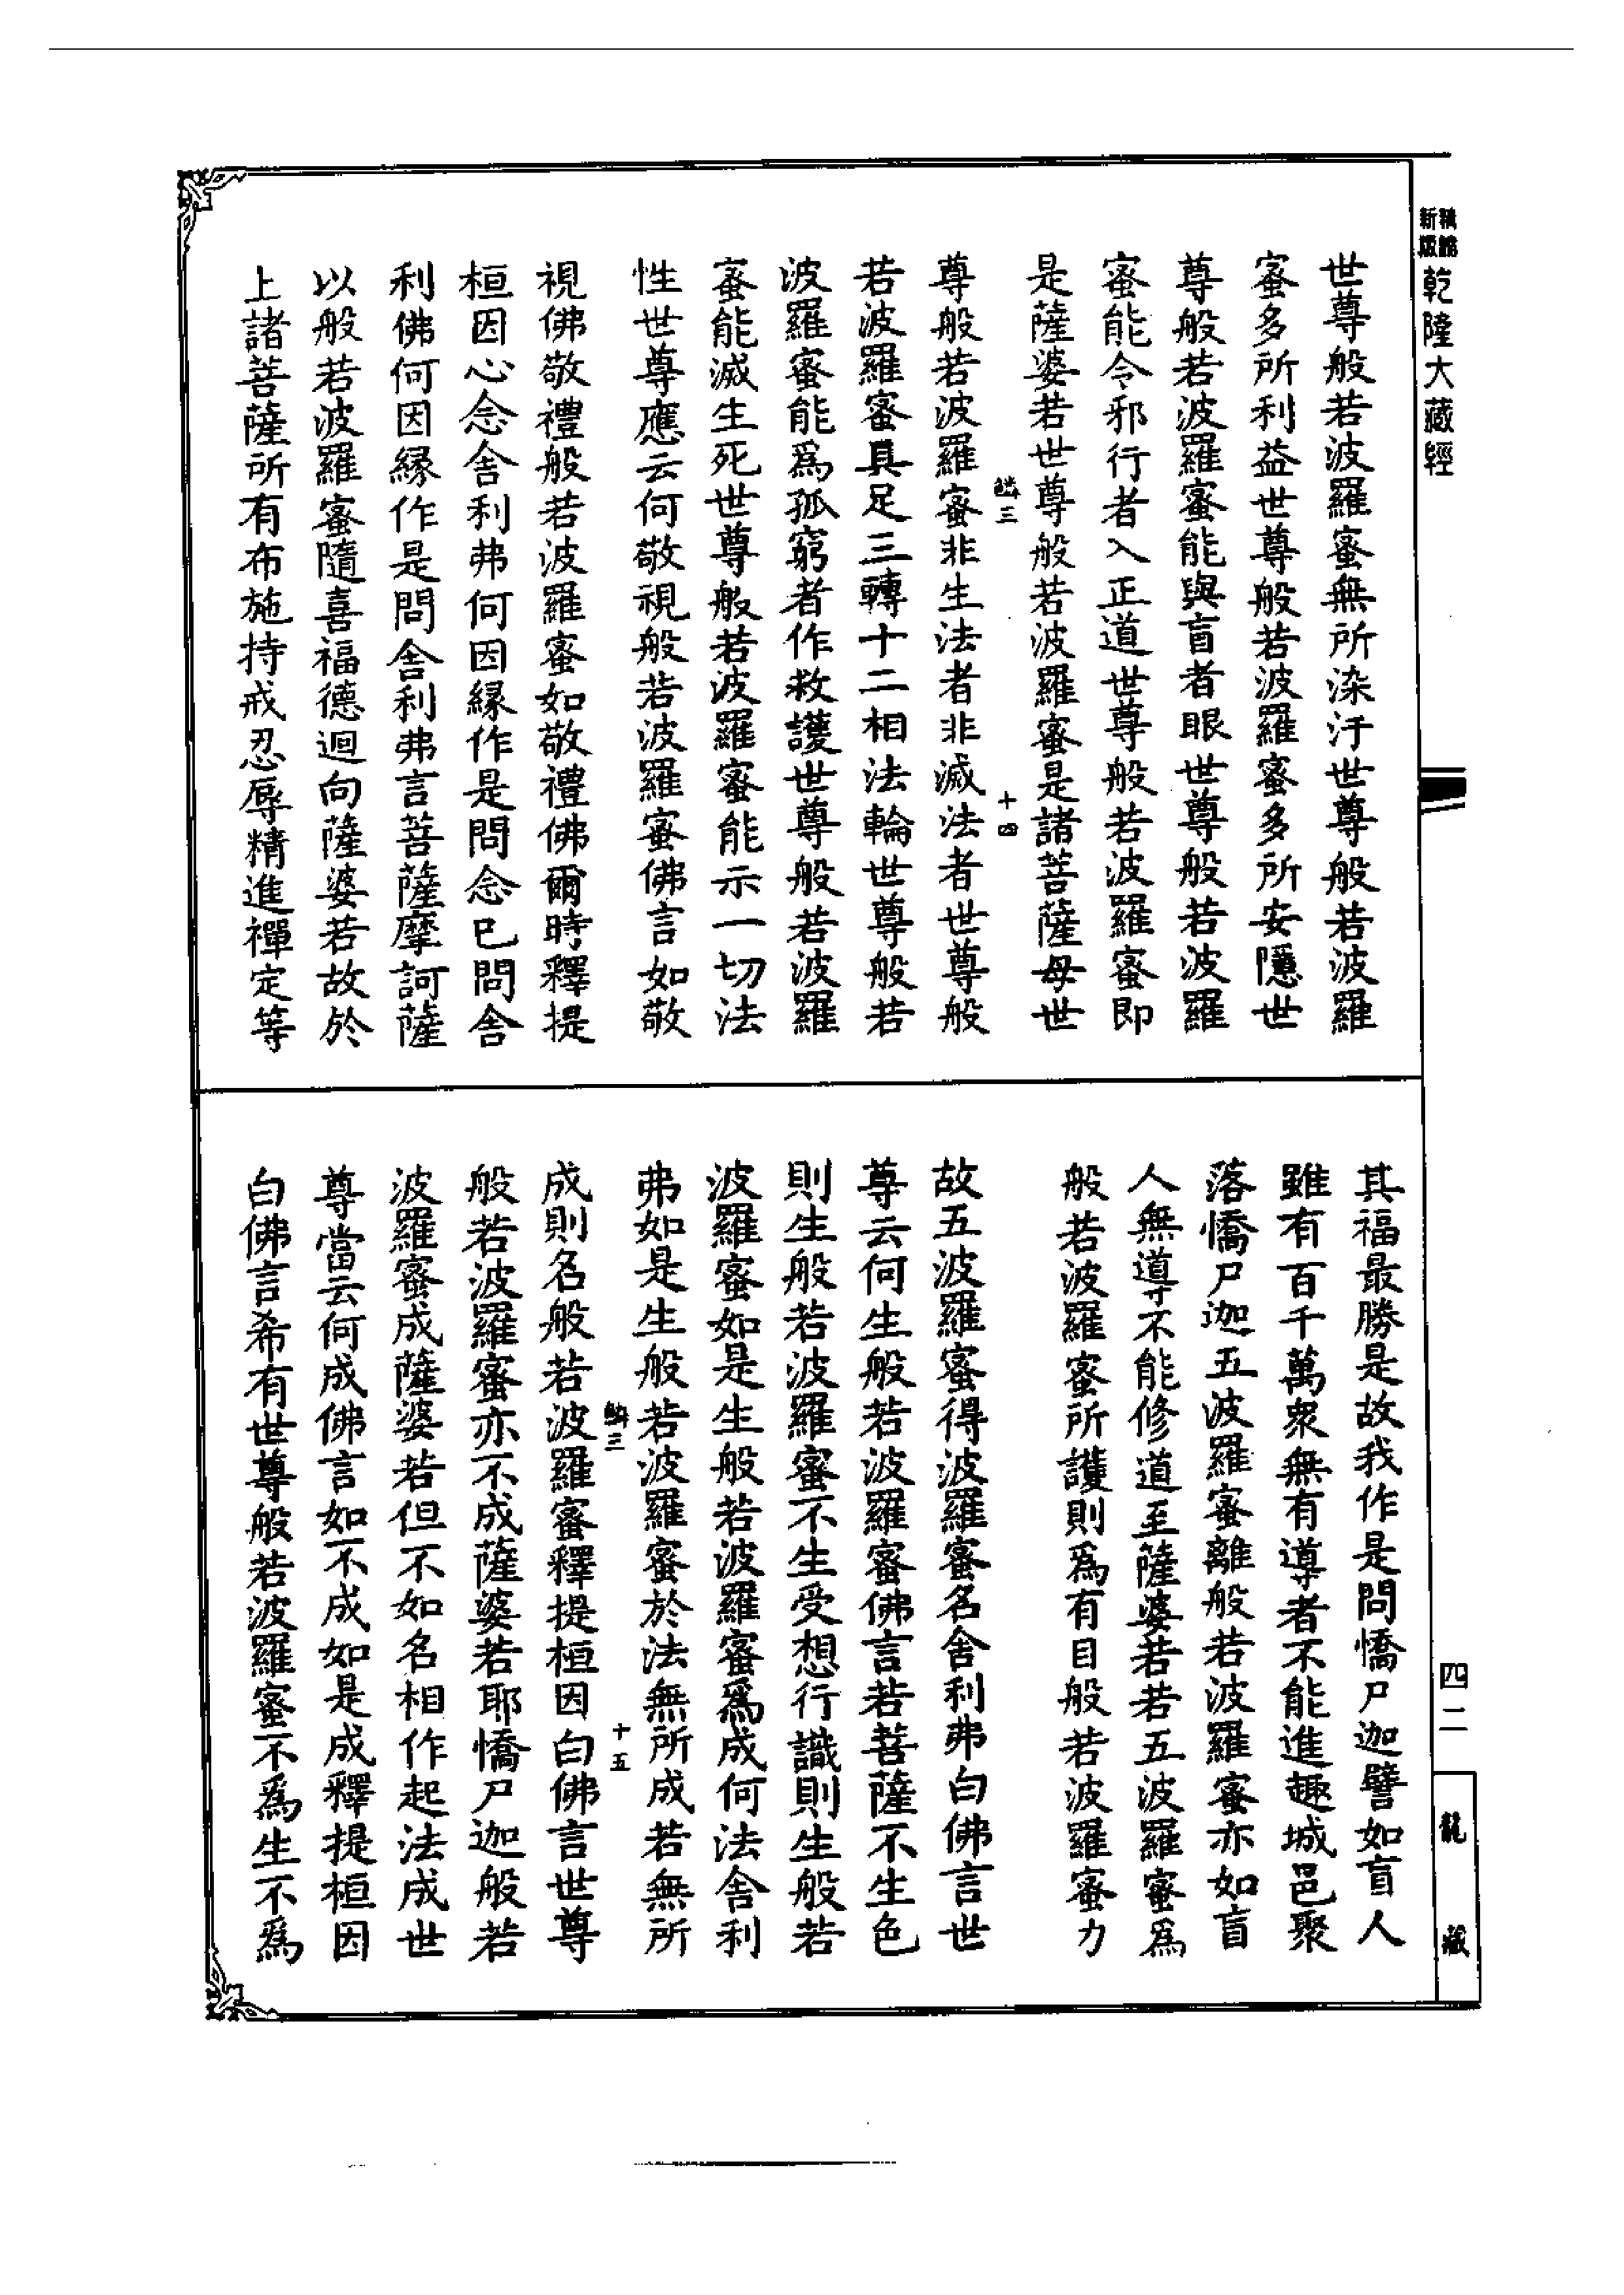 乾隆大藏經
世尊般若波羅蜜無所染汙世尊般若波羅
蜜多所利益世尊般若波羅蜜多所安隱世
尊般若波羅蜜能與盲者眼世尊般若波羅
蜜能令邪行者入正道世尊般若波羅蜜即
是薩婆若世尊般若波羅蜜是諸菩薩母世
三 十四
尊般若波羅蜜非生法者非滅法者世尊般
若波羅蜜具足三轉十二相法輪世尊般若
波羅蜜能爲孤窮者作救護世尊般若波羅
蜜能滅生死世尊般若波羅蜜能示一切法
性世尊應云何敬視般若波羅蜜佛言如敬
視佛敬禮般若波羅蜜如敬禮佛爾時釋提
桓因心念舍利弗何因緣作是問念已問舍
利佛何因緣作是問舍利弗言菩薩摩訶薩
以般若波羅蜜隨喜福德迴向薩婆若故於
上諸菩薩所有布施持戒忍辱精進禪定等
其福最勝是故我作是問憍尸迦譬如盲人
雖有百千萬衆無有導者不能進趣城邑聚
落憍尸迦五波羅蜜離般若波羅蜜亦如盲
人無導不能修道至薩婆若若五波羅蜜爲
般若波羅蜜所護則爲有目般若波羅蜜力
故五波羅蜜得波羅蜜名舍利弗白佛言世
尊云何生般若波羅蜜佛言若菩薩不生色
則生般若波羅蜜不生受想行識則生般若
波羅蜜如是生般若波羅蜜爲成何法舍利
弗如是生般若波羅蜜於法無所成若無所
三 十五
成則名般若波羅蜜釋提桓因白佛言世尊
般若波羅蜜亦不成薩婆若耶憍尸迦般若
波羅蜜成薩婆若但不如名相作起法成世
尊當云何成佛言如不成如是成釋提桓因
白佛言希有世尊般若波羅蜜不爲生不爲
四二
龍藏